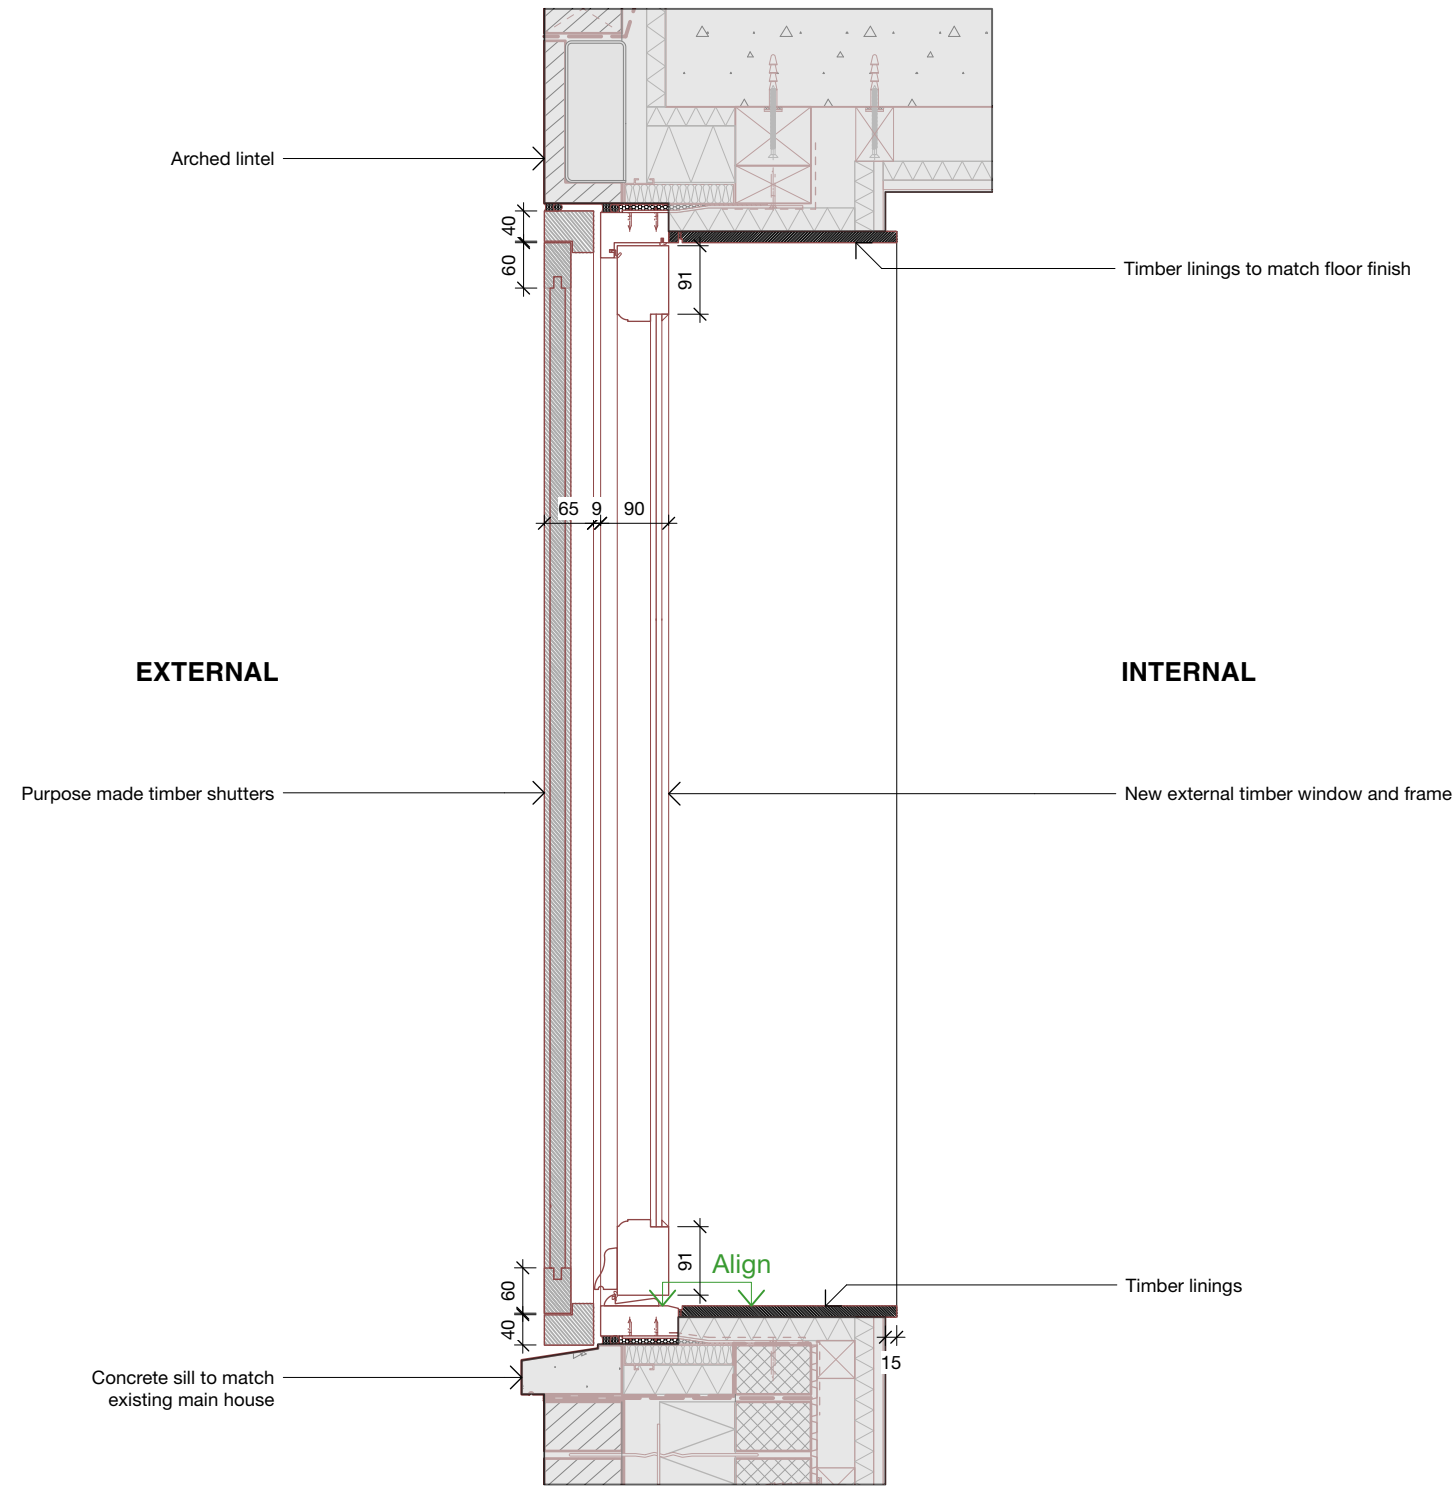 Arched lintel
40
60
91
Timber linings to match floor finish
65 9 90
EXTERNAL
INTERNAL
Purpose made timber shutters
New external timber window and frame
91
Align
60
Timber linings
40
15
Concrete sill to match
existing main house